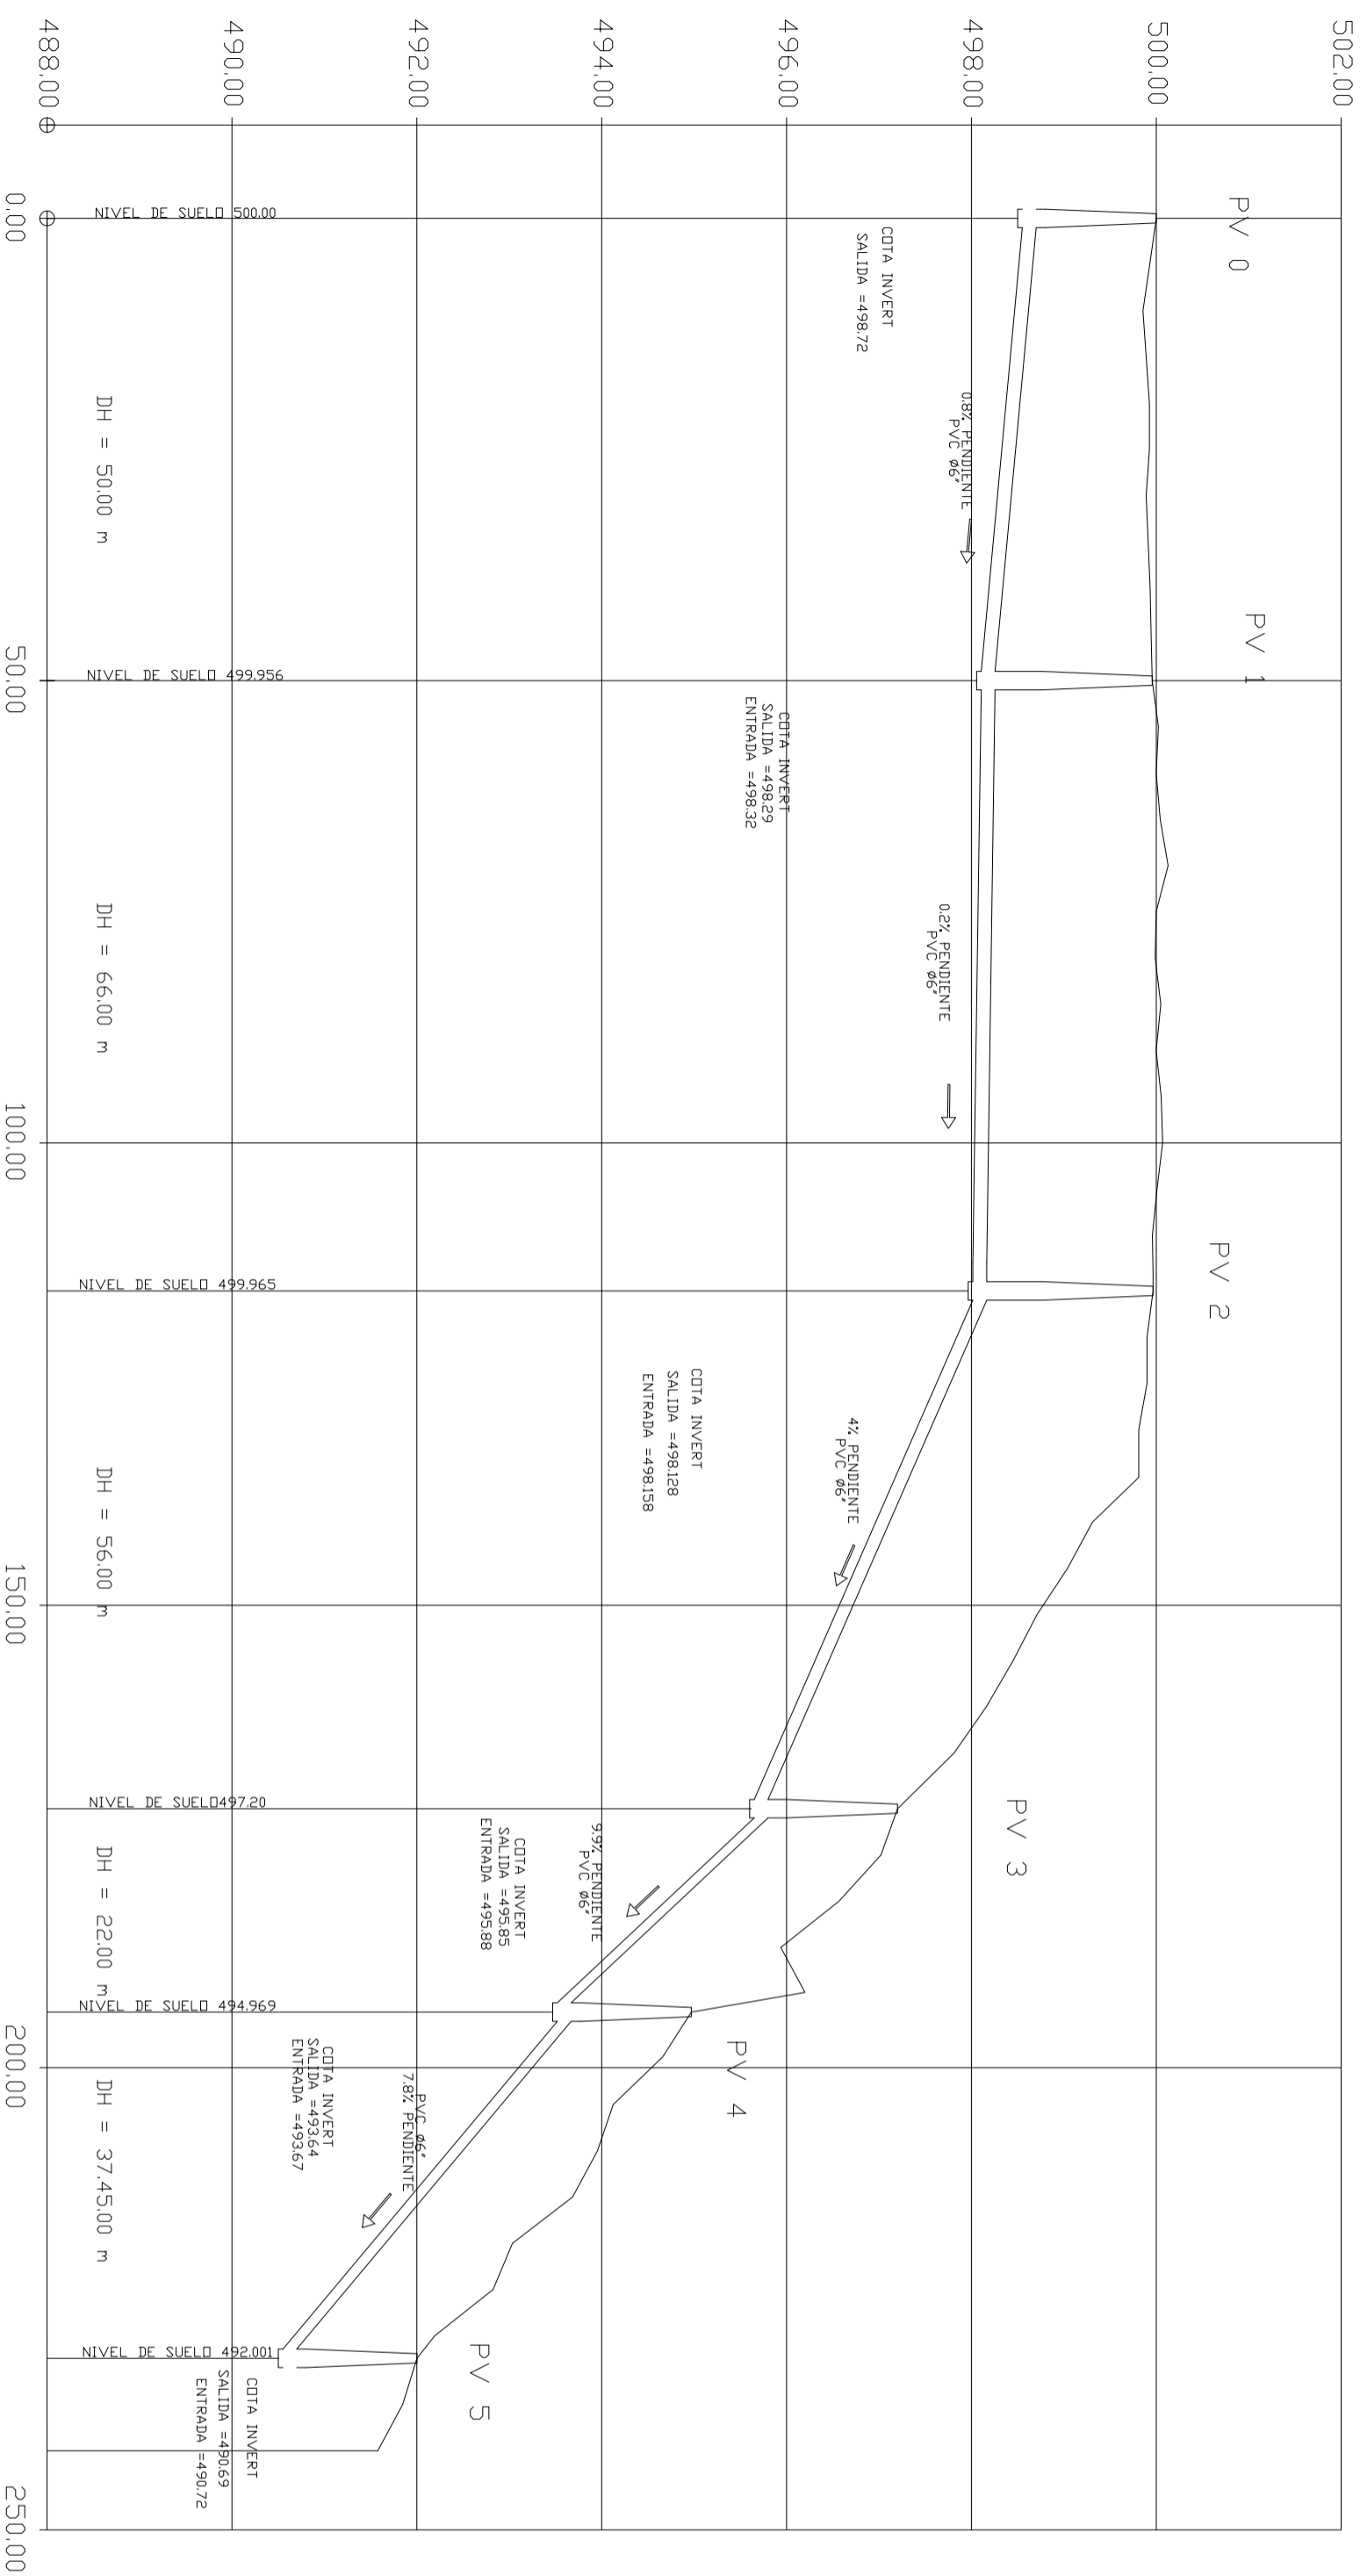 502.00
500.00
498.00
496.00
494.00
492.00
490.00
488.00
PV 0
PV 1
PV 2
PV 3
PV 4
PV 5
COTA INVERT
SALIDA =498.72
0.8% PENDIENTE
PVC Ø6"
COTA INVERT
SALIDA =498.29
ENTRADA =498.32
0.2% PENDIENTE
PVC Ø6"
COTA INVERT
SALIDA =498.128
ENTRADA =498.158
4% PENDIENTE
PVC Ø6"
COTA INVERT
SALIDA =495.85
ENTRADA =495.88
9.9% PENDIENTE
PVC Ø6"
COTA INVERT
SALIDA =493.64
ENTRADA =493.67
PVC Ø6"
7.8% PENDIENTE
COTA INVERT
SALIDA =490.69
ENTRADA =490.72
NIVEL DE SUELO 500.00
NIVEL DE SUELO 499.956
NIVEL DE SUELO 499.965
NIVEL DE SUELO497.20
NIVEL DE SUELO 494.969
NIVEL DE SUELO 492.001
DH = 50.00 m
DH = 66.00 m
DH = 56.00 m
DH = 22.00 m
DH = 37.45.00 m
0.00
50.00
100.00
150.00
200.00
250.00